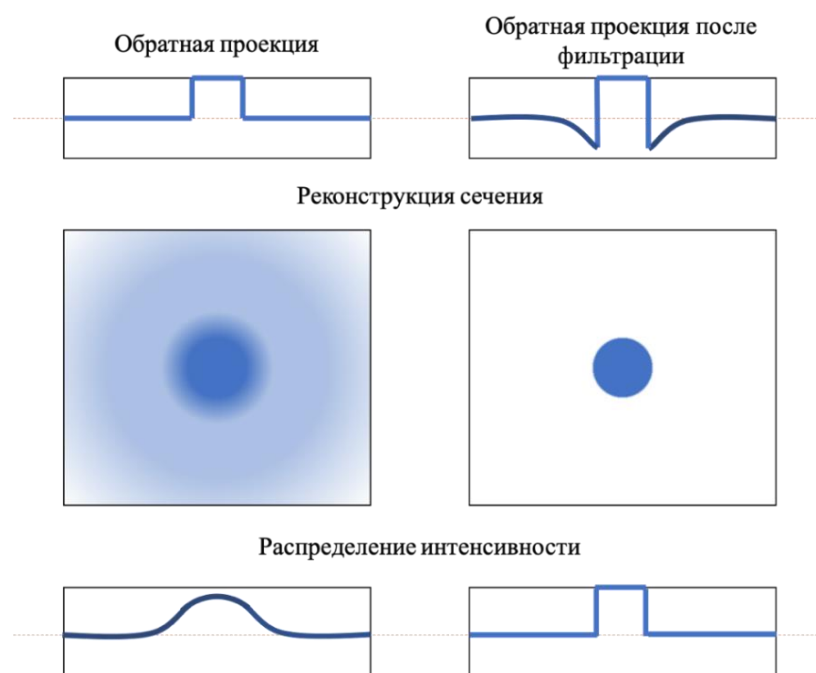 Обратная проекция
Обратная проекция после
фильтрации
Реконструкция сечения
Распределение интенсивности